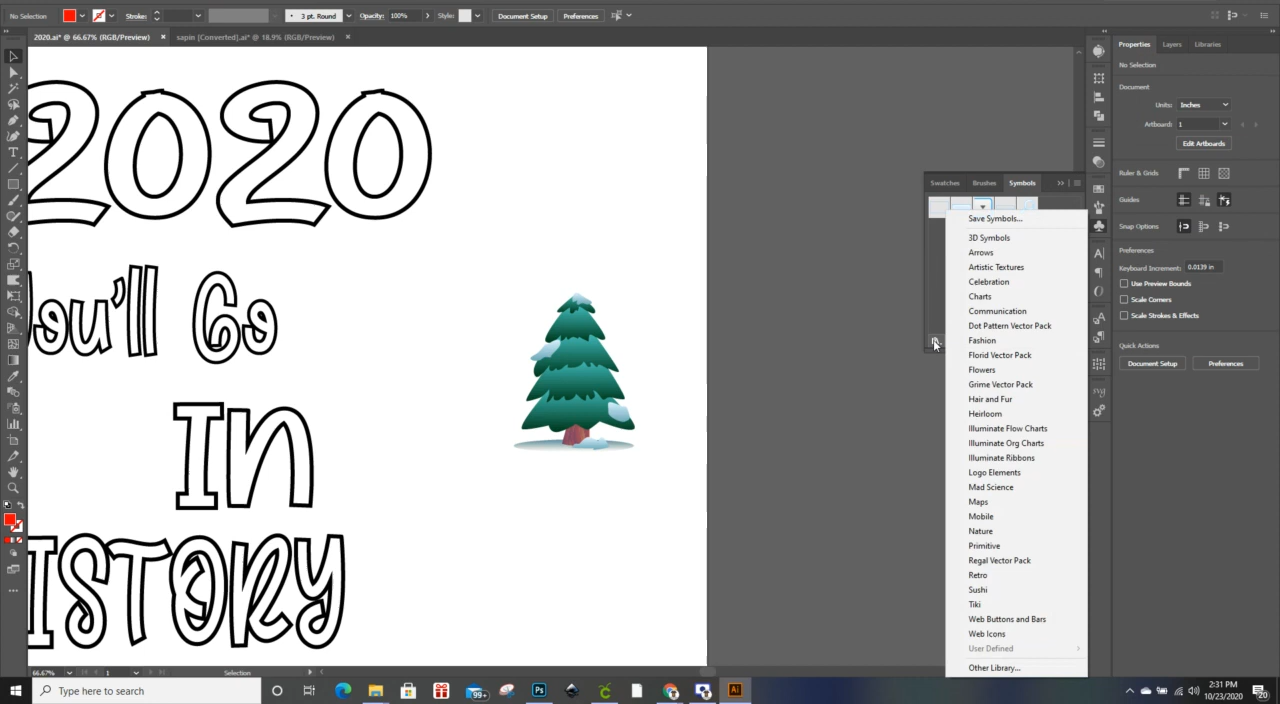 No Selection
Stroke:
3 pt. Round
Opacity: 100%
Style:
Document Setup
Preferences
2020.ai* @ 66.67% (RGB/Preview)
sapin [Converted].ai* @ 18.9% (RGB/Preview)
2020
You'll Go
In
ISTORY
Swatches
Brushes
Symbols
Save Symbols...
3D Symbols
Arrows
Artistic Textures
Celebration
Charts
Communication
Dot Pattern Vector Pack
Fashion
Florid Vector Pack
Flowers
Grime Vector Pack
Hair and Fur
Heirloom
Illuminate Flow Charts
Illuminate Org Charts
Illuminate Ribbons
Logo Elements
Mad Science
Maps
Mobile
Nature
Primitive
Regal Vector Pack
Retro
Sushi
Tiki
Web Buttons and Bars
Web Icons
User Defined
Other Library...
Properties
Layers
Libraries
No Selection
Document
Units: Inches
Artboard: 1
Edit Artboards
Ruler & Grids
Guides
Snap Options
Preferences
Keyboard Increment: 0.0139 in
Use Preview Bounds
Scale Corners
Scale Strokes & Effects
Quick Actions
Document Setup
Preferences
66.67%
1
Selection
Type here to search
99+
Ps
Ai
2:31 PM
10/23/2020
20